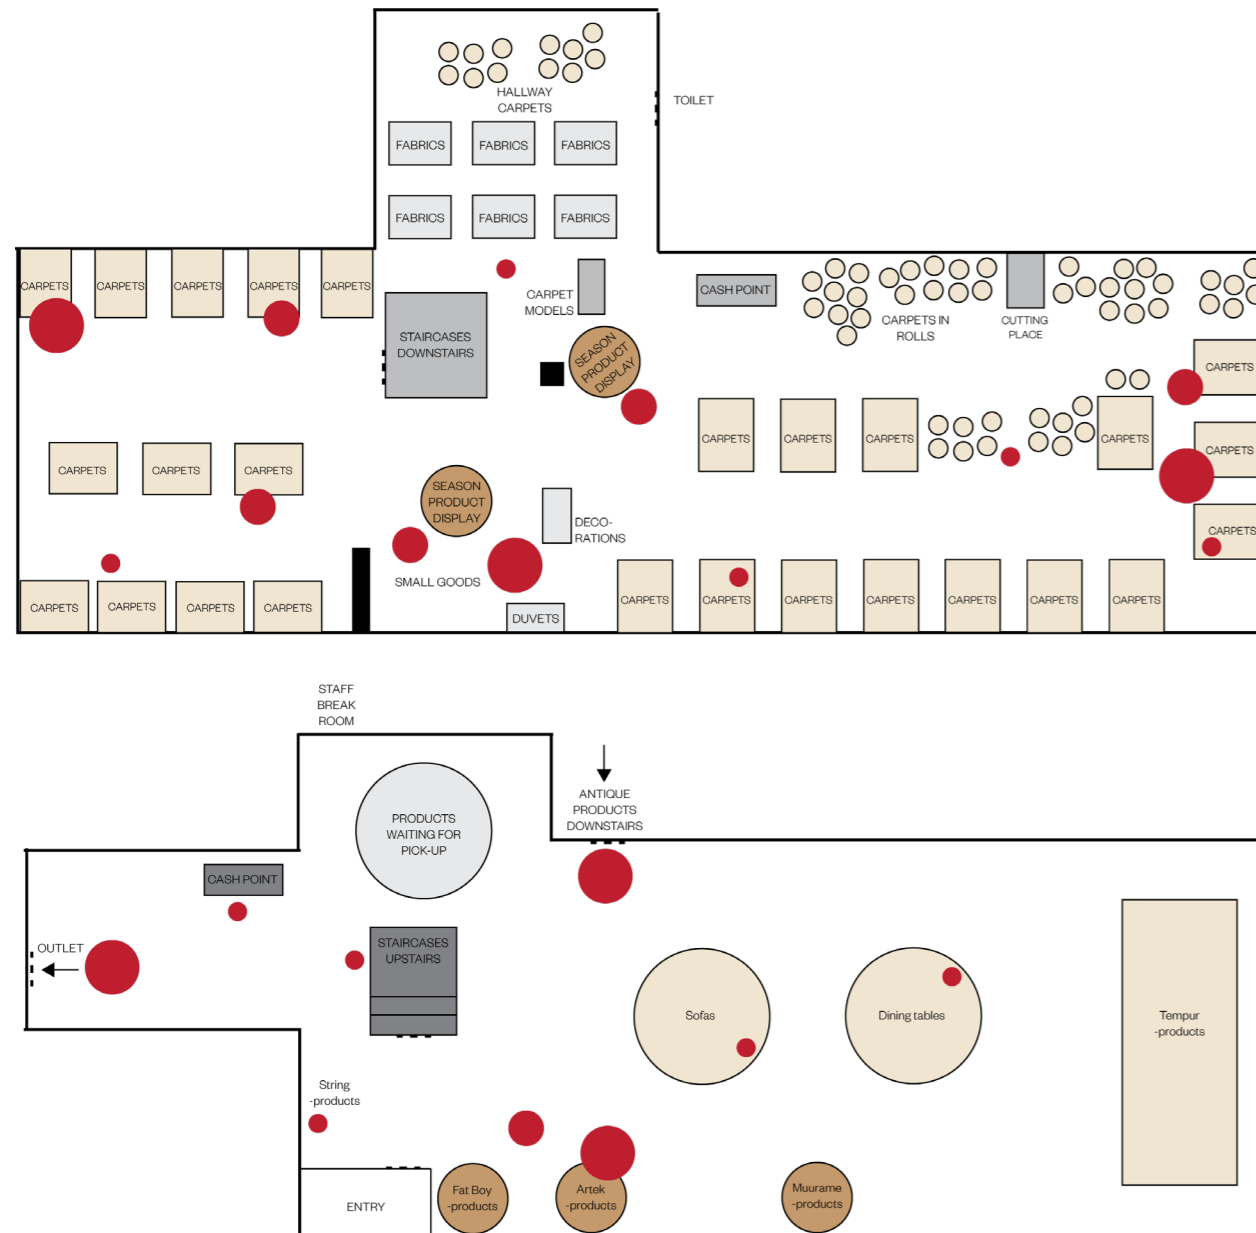 HALLWAY
CARPETS
TOILET
FABRICS
FABRICS
FABRICS
FABRICS
FABRICS
FABRICS
CARPETS
CARPETS
CARPETS
CARPETS
CARPETS
STAIRCASES
DOWNSTAIRS
CARPET
MODELS
SEASON
PRODUCT
DISPLAY
CASH POINT
CARPETS IN
ROLLS
CUTTING
PLACE
CARPETS
CARPETS
CARPETS
CARPETS
CARPETS
CARPETS
CARPETS
CARPETS
CARPETS
CARPETS
SEASON
PRODUCT
DISPLAY
DECO-
RATIONS
SMALL GOODS
DUVETS
CARPETS
CARPETS
CARPETS
CARPETS
CARPETS
CARPETS
CARPETS
CARPETS
CARPETS
CARPETS
CARPETS
STAFF
BREAK
ROOM
PRODUCTS
WAITING FOR
PICK-UP
ANTIQUE
PRODUCTS
DOWNSTAIRS
CASH POINT
OUTLET
STAIRCASES
UPSTAIRS
Sofas
Dining tables
Tempur
-products
String
-products
ENTRY
Fat Boy
-products
Artek
-products
Muurame
-products